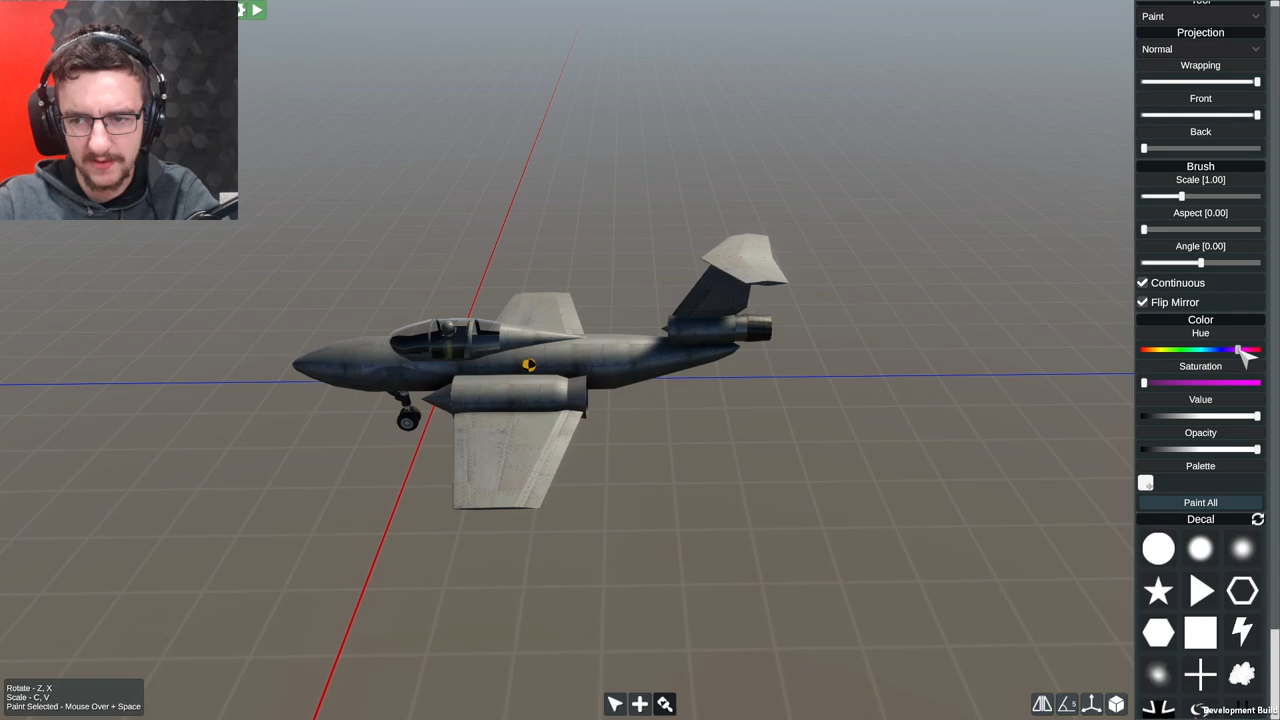 Paint
Projection
Normal
Wrapping
Front
Back
Brush
Scale [1.00]
Aspect [0.00]
Angle [0.00]
Continuous
Flip Mirror
Color
Hue
Saturation
Value
Opacity
Palette
Paint All
Decal
Rotate - Z, X
Scale - C, V
Paint Selected - Mouse Over + Space
Development Build